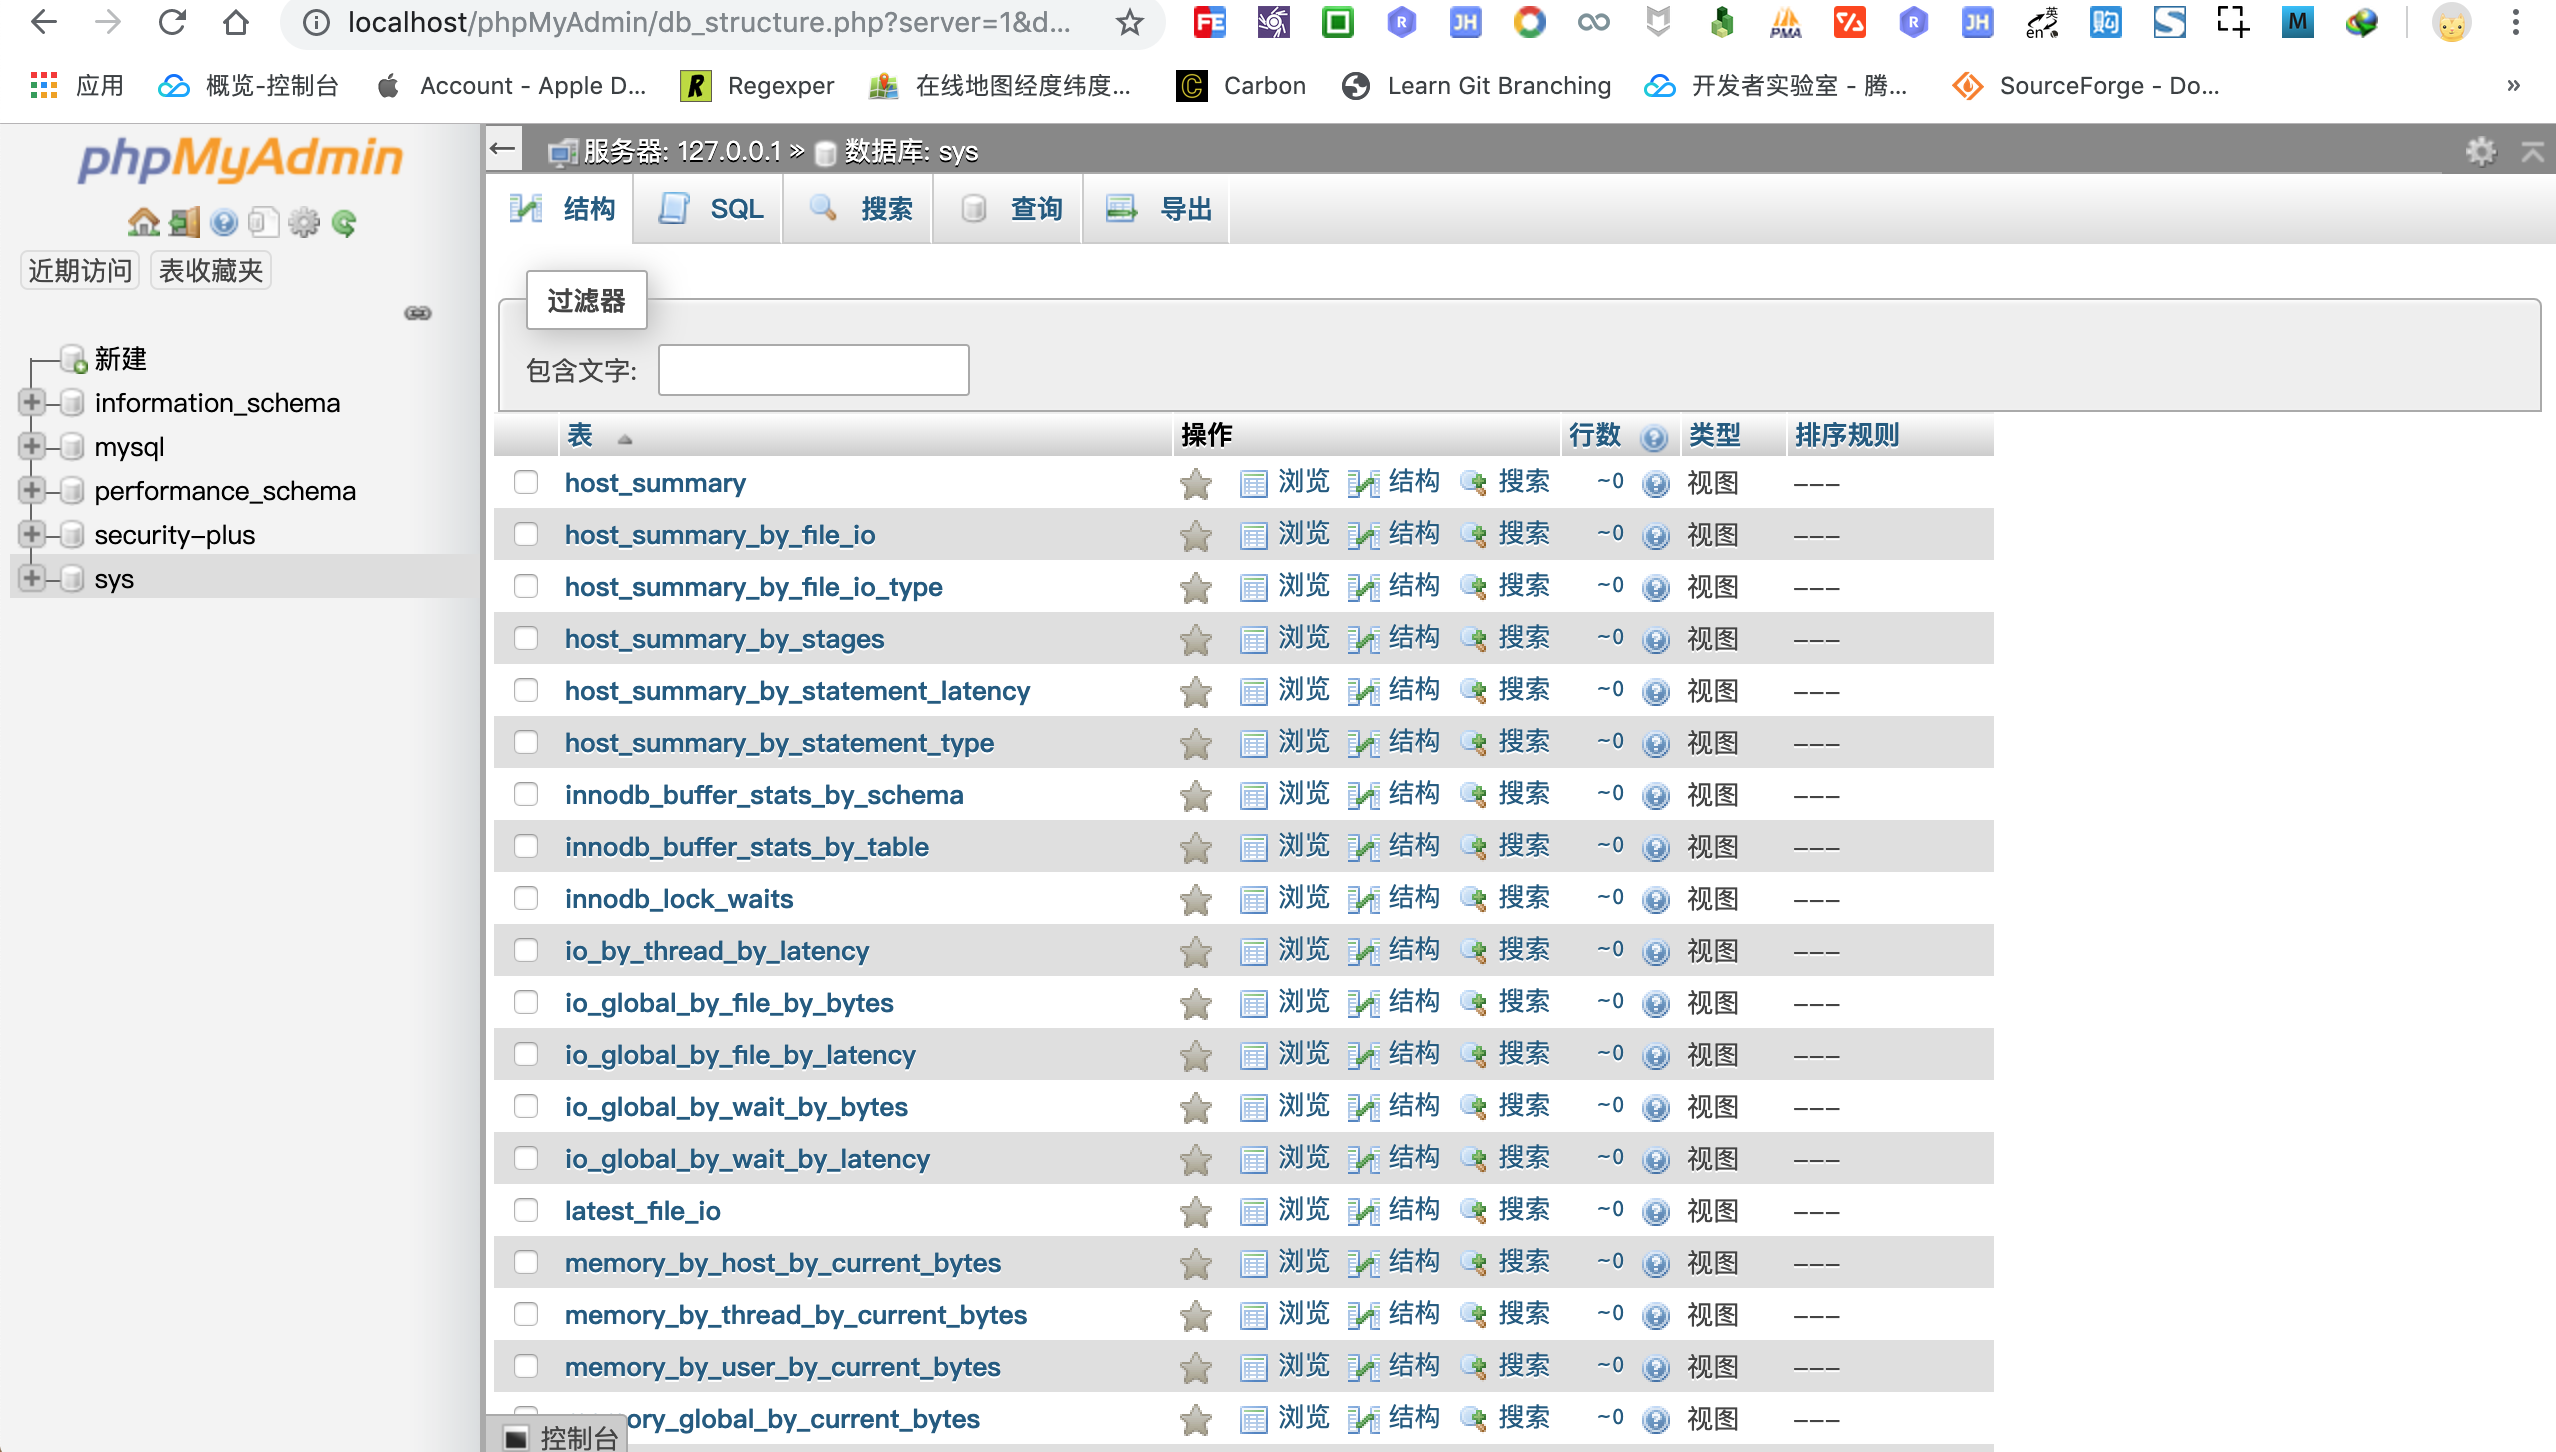 localhost/phpMyAdmin/db_structure.php?server=1&d...
应用 概览-控制台 Account - Apple D... Regexper 在线地图经度纬度... Carbon Learn Git Branching 开发者实验室 - 腾... SourceForge - Do... »
phpMyAdmin
近期访问 表收藏夹
新建
information_schema
mysql
performance_schema
security-plus
sys
服务器: 127.0.0.1 » 数据库: sys
结构 SQL 搜索 查询 导出
过滤器
包含文字:
表 操作 行数 类型 排序规则
host_summary 浏览 结构 搜索 ~0 视图 ---
host_summary_by_file_io 浏览 结构 搜索 ~0 视图 ---
host_summary_by_file_io_type 浏览 结构 搜索 ~0 视图 ---
host_summary_by_stages 浏览 结构 搜索 ~0 视图 ---
host_summary_by_statement_latency 浏览 结构 搜索 ~0 视图 ---
host_summary_by_statement_type 浏览 结构 搜索 ~0 视图 ---
innodb_buffer_stats_by_schema 浏览 结构 搜索 ~0 视图 ---
innodb_buffer_stats_by_table 浏览 结构 搜索 ~0 视图 ---
innodb_lock_waits 浏览 结构 搜索 ~0 视图 ---
io_by_thread_by_latency 浏览 结构 搜索 ~0 视图 ---
io_global_by_file_by_bytes 浏览 结构 搜索 ~0 视图 ---
io_global_by_file_by_latency 浏览 结构 搜索 ~0 视图 ---
io_global_by_wait_by_bytes 浏览 结构 搜索 ~0 视图 ---
io_global_by_wait_by_latency 浏览 结构 搜索 ~0 视图 ---
latest_file_io 浏览 结构 搜索 ~0 视图 ---
memory_by_host_by_current_bytes 浏览 结构 搜索 ~0 视图 ---
memory_by_thread_by_current_bytes 浏览 结构 搜索 ~0 视图 ---
memory_by_user_by_current_bytes 浏览 结构 搜索 ~0 视图 ---
ory_global_by_current_bytes 浏览 结构 搜索 ~0 视图 ---
控制台